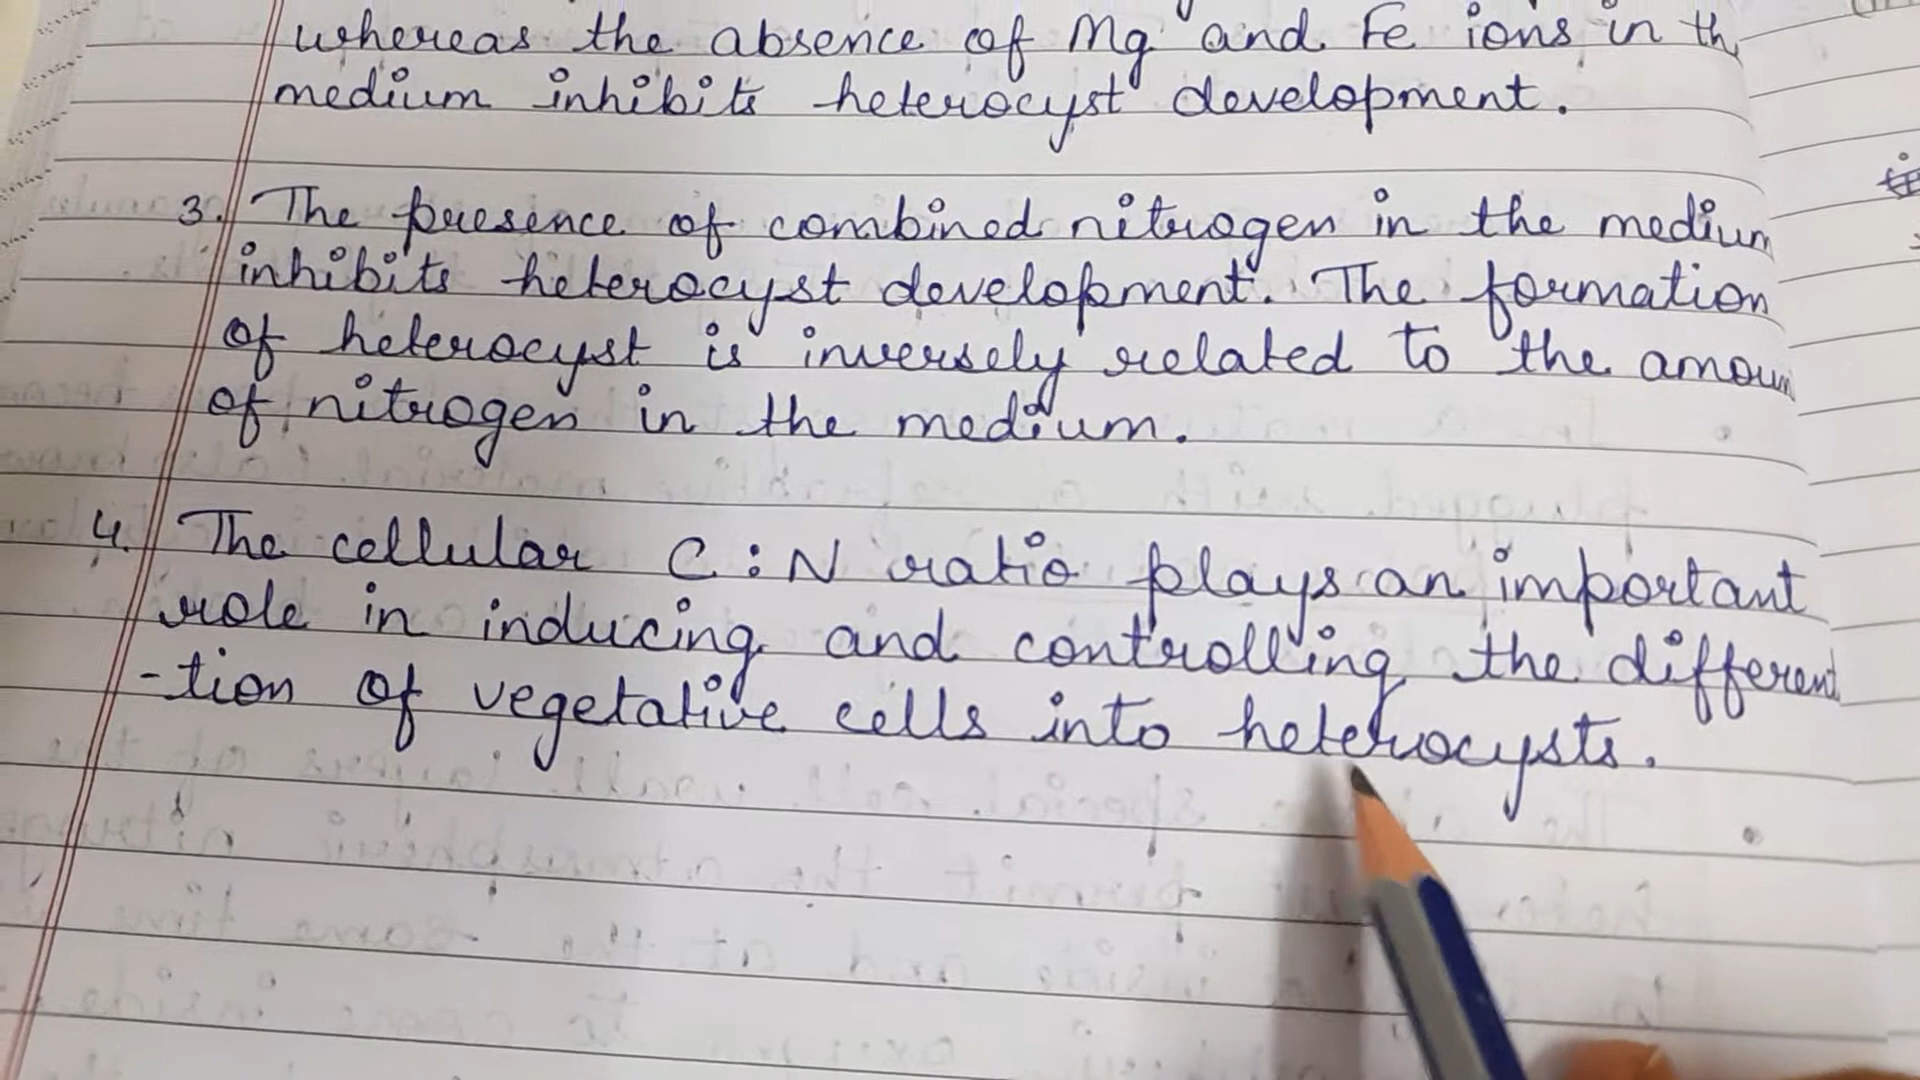 whereas the absence of Mg and Fe ions in th
medium inhibits heterocyst development.
3. The presence of combined nitrogen in the medium
inhibits heterocyst development. The formation
of heterocyst is inversely related to the amoun
of nitrogen in the medium.
4. The cellular C:N ratio plays an important
role in inducing and controlling the different
-tion of vegetative cells into heterocysts.